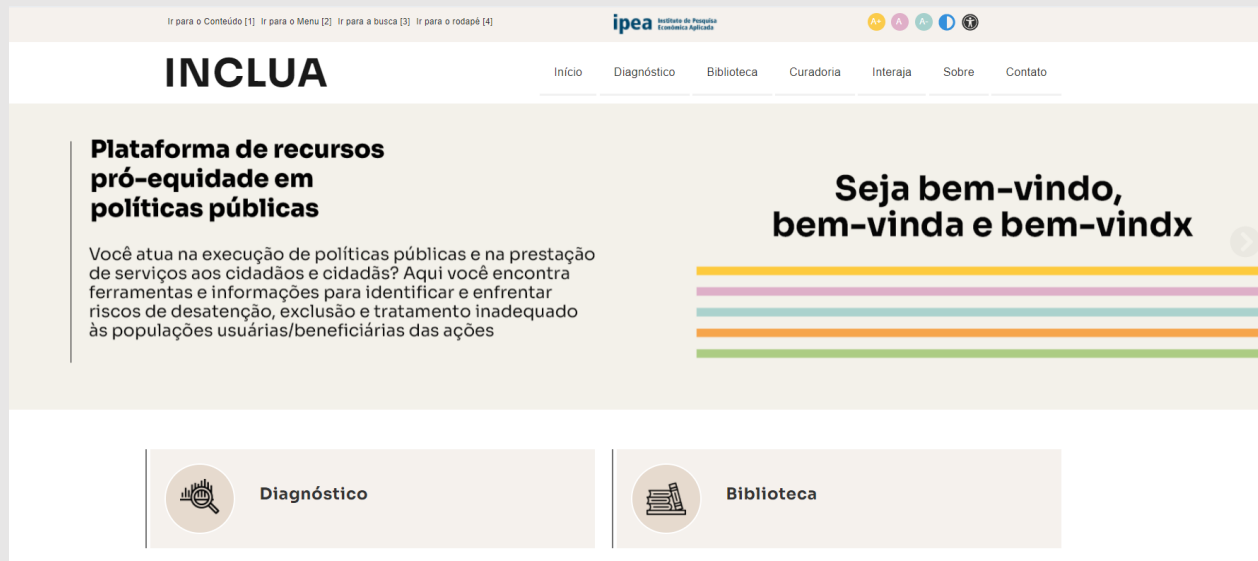 Ir para o Conteúdo [1] Ir para o Menu [2] Ir para a busca [3] Ir para o rodapé [4]
ipea Instituto de Pesquisa
Econômica Aplicada
A+ A A-
INCLUA
Início Diagnóstico Biblioteca Curadoria Interaja Sobre Contato
Plataforma de recursos
pró-equidade em
políticas públicas
Você atua na execução de políticas públicas e na prestação
de serviços aos cidadãos e cidadãs? Aqui você encontra
ferramentas e informações para identificar e enfrentar
riscos de desatenção, exclusão e tratamento inadequado
às populações usuárias/beneficiárias das ações
Seja bem-vindo,
bem-vinda e bem-vindx
Diagnóstico
Biblioteca